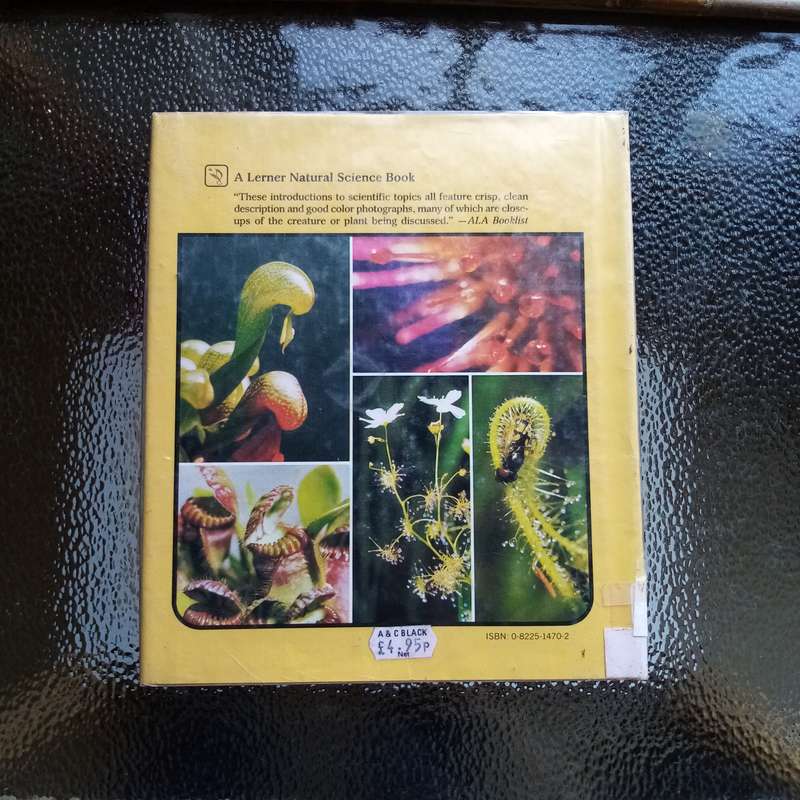 A Lerner Natural Science Book
"These introductions to scientific topics all feature crisp, clean
description and good color photographs, many of which are close-
ups of the creature or plant being discussed." —ALA Booklist
A & C BLACK
£4.95P
Net
ISBN: 0-8225-1470-2